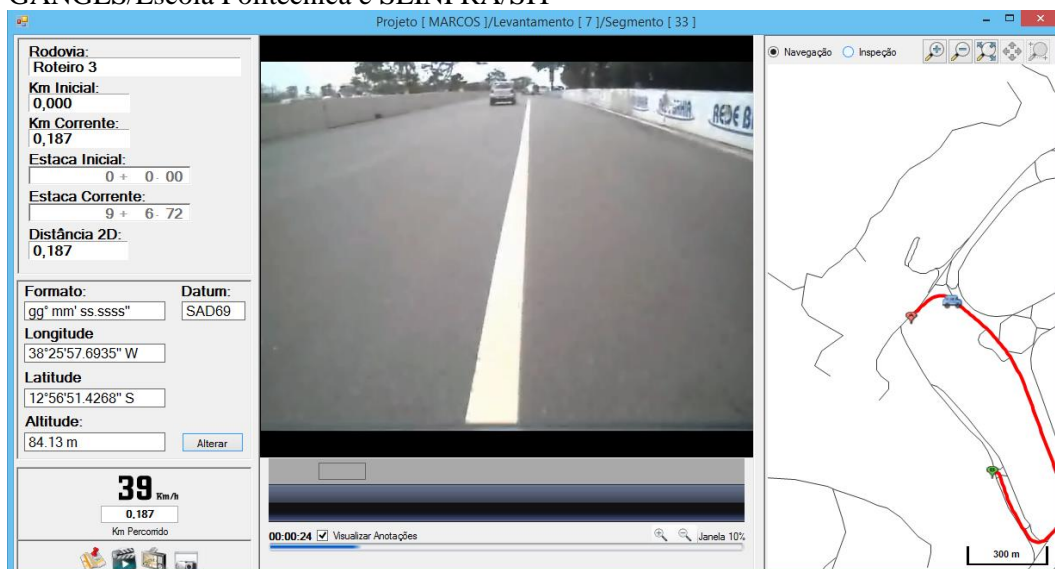 GANGES/Escola Politécnica e SEINFRA/SIT
Projeto [ MARCOS ]/Levantamento [ 7 ]/Segmento [ 33 ]
Rodovia:
Roteiro 3
Km Inicial:
0,000
Km Corrente:
0,187
Estaca Inicial:
0 + 0- 00
Estaca Corrente:
9 + 6- 72
Distância 2D:
0,187
Formato: Datum:
gg° mm' ss.ssss" SAD69
Longitude
38°25'57.6935" W
Latitude
12°56'51.4268" S
Altitude:
84.13 m Alterar
39 Km/h
0,187
Km Percorrido
BAHIA
REDE B
00:00:24 Visualizar Anotações Janela 10%
Navegação Inspeção
300 m